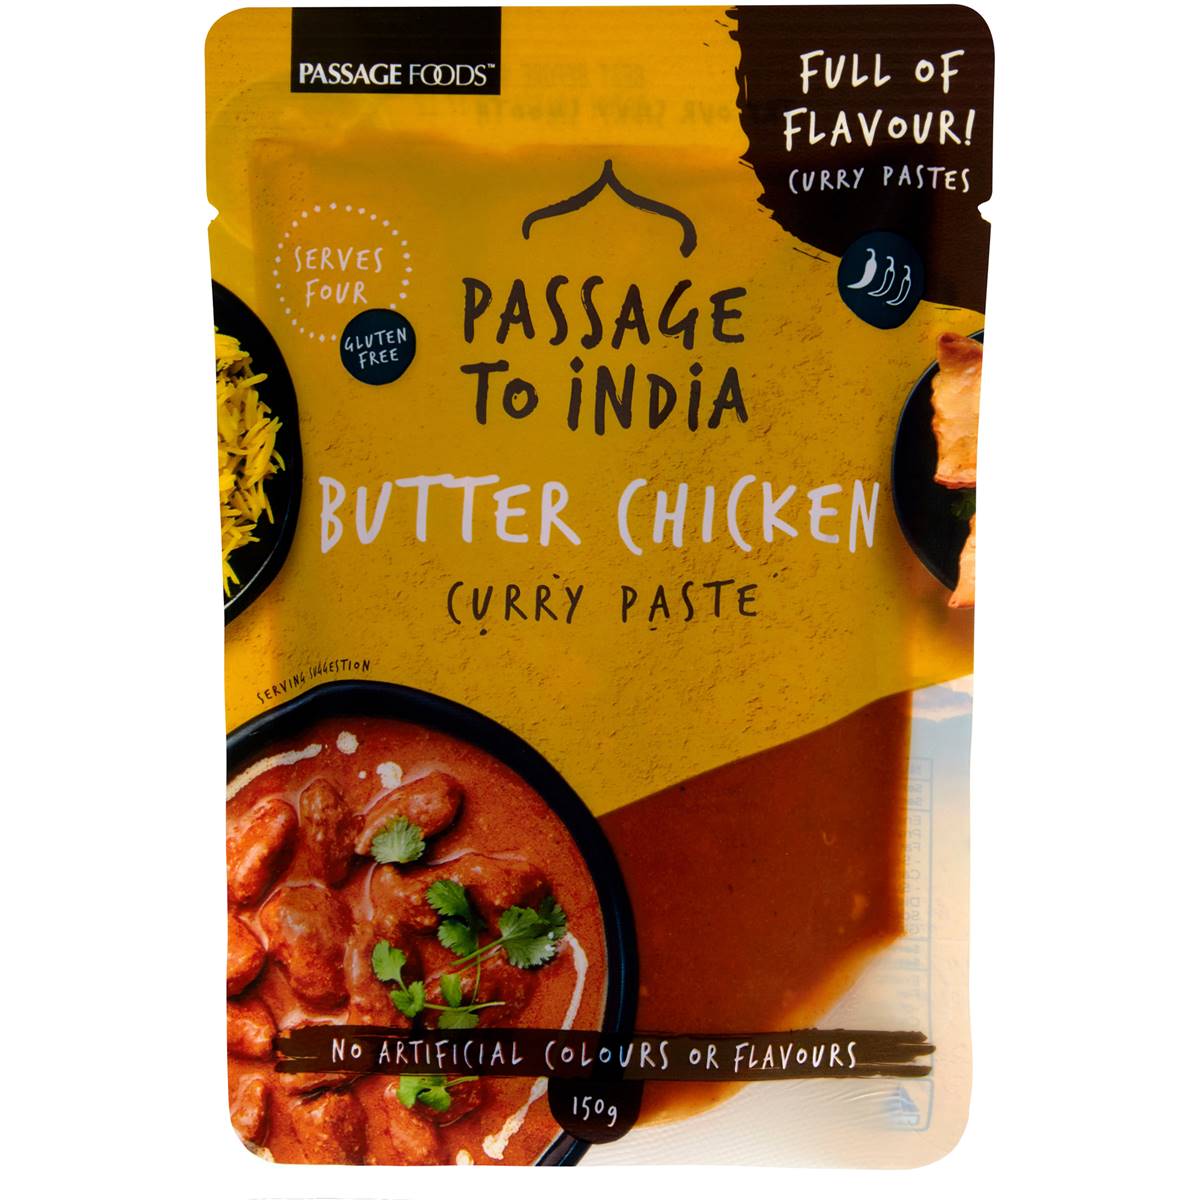 PASSAGE FOODS™
FULL OF
FLAVOUR!
CURRY PASTES
SERVES
FOUR
GLUTEN
FREE
PASSAGE
TO INDIA
BUTTER CHICKEN
CURRY PASTE
SERVING SUGGESTION
NO ARTIFICIAL COLOURS OR FLAVOURS
150g